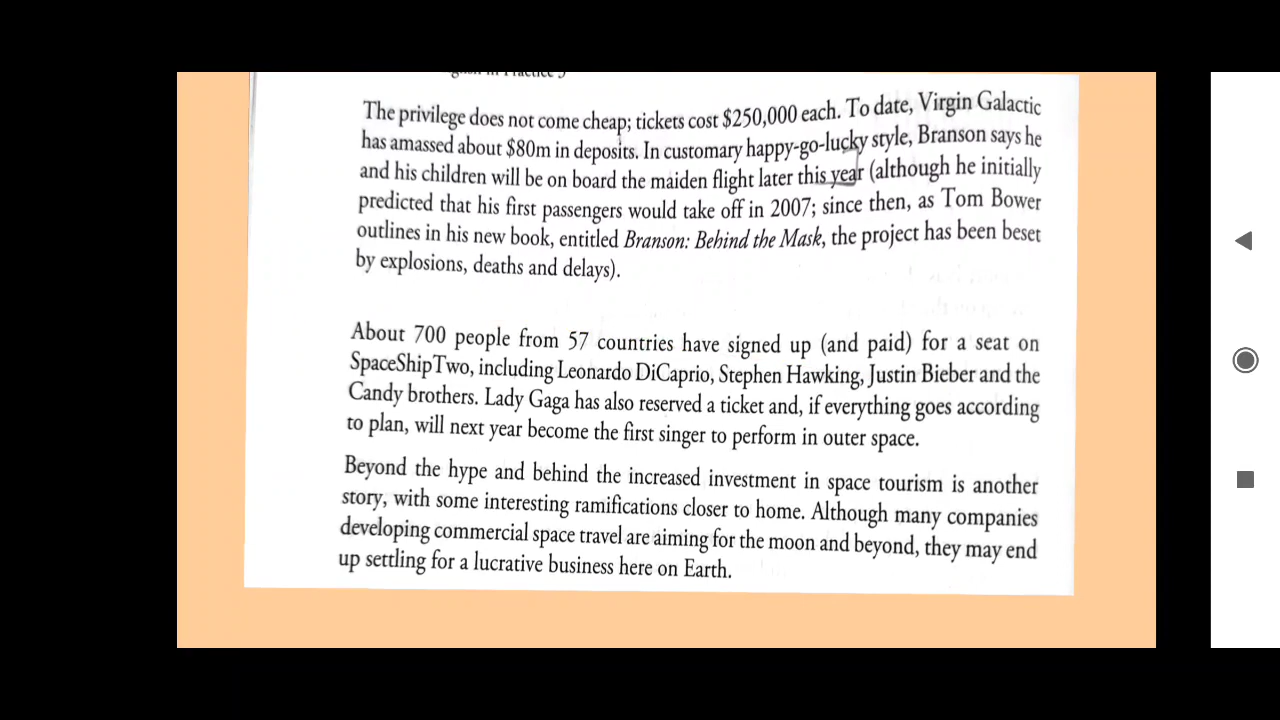 The privilege does not come cheap; tickets cost $250,000 each. To date, Virgin Galactic
has amassed about $80m in deposits. In customary happy-go-lucky style, Branson says he
and his children will be on board the maiden flight later this year (although he initially
predicted that his first passengers would take off in 2007; since then, as Tom Bower
outlines in his new book, entitled Branson: Behind the Mask, the project has been beset
by explosions, deaths and delays).
About 700 people from 57 countries have signed up (and paid) for a seat on
SpaceShipTwo, including Leonardo DiCaprio, Stephen Hawking, Justin Bieber and the
Candy brothers. Lady Gaga has also reserved a ticket and, if everything goes according
to plan, will next year become the first singer to perform in outer space.
Beyond the hype and behind the increased investment in space tourism is another
story, with some interesting ramifications closer to home. Although many companies
developing commercial space travel are aiming for the moon and beyond, they may end
up settling for a lucrative business here on Earth.